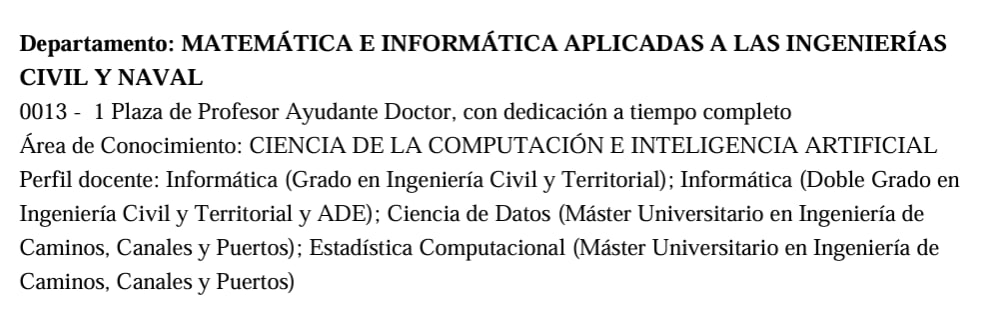 Departamento: MATEMÁTICA E INFORMÁTICA APLICADAS A LAS INGENIERÍAS
CIVIL Y NAVAL
0013 - 1 Plaza de Profesor Ayudante Doctor, con dedicación a tiempo completo
Área de Conocimiento: CIENCIA DE LA COMPUTACIÓN E INTELIGENCIA ARTIFICIAL
Perfil docente: Informática (Grado en Ingeniería Civil y Territorial); Informática (Doble Grado en
Ingeniería Civil y Territorial y ADE); Ciencia de Datos (Máster Universitario en Ingeniería de
Caminos, Canales y Puertos); Estadística Computacional (Máster Universitario en Ingeniería de
Caminos, Canales y Puertos)